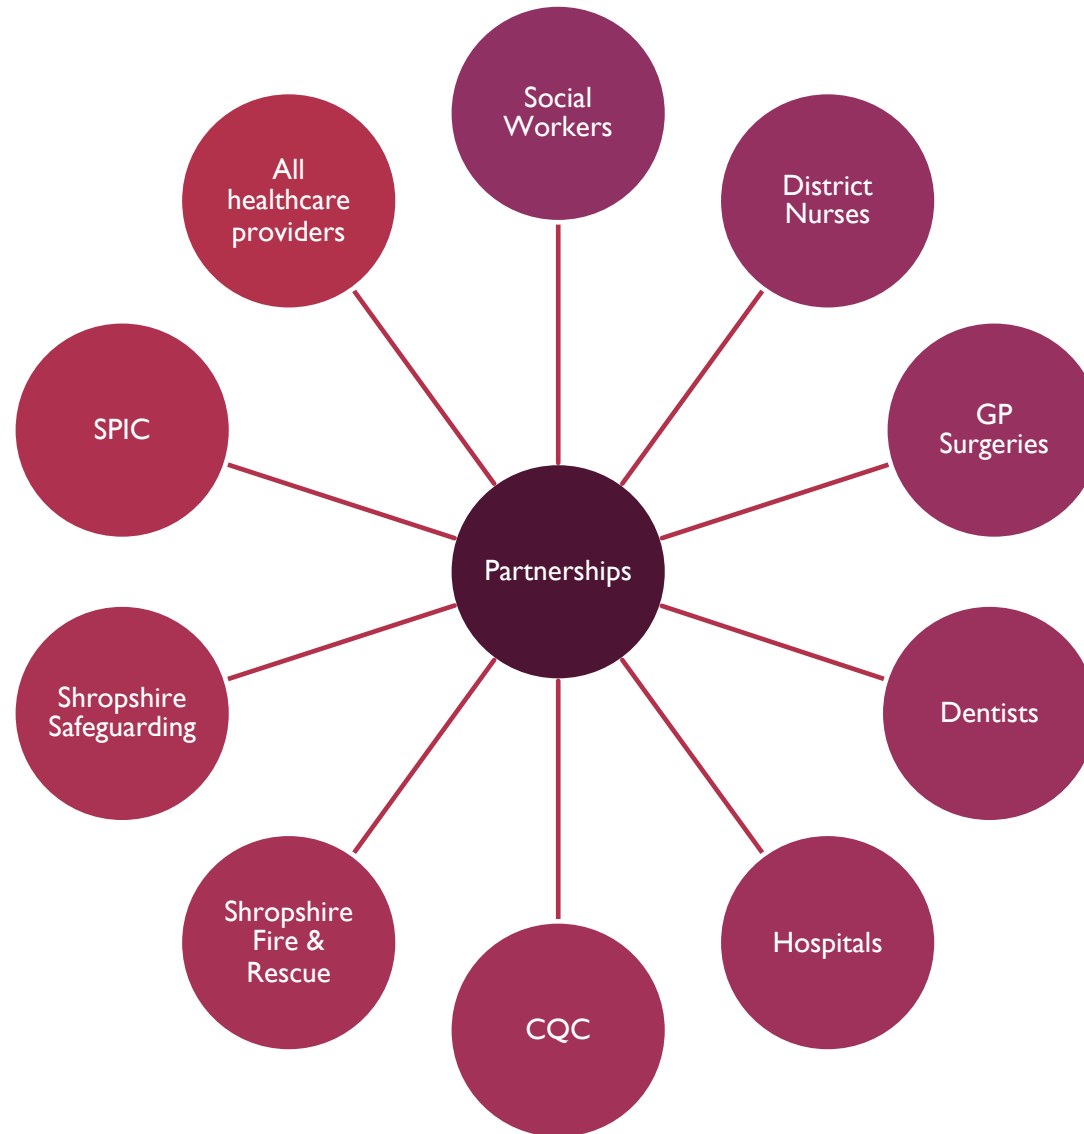 Social
Workers
District
Nurses
GP
Surgeries
Dentists
Hospitals
CQC
Shropshire
Fire &
Rescue
Shropshire
Safeguarding
SPIC
All
healthcare
providers
Partnerships